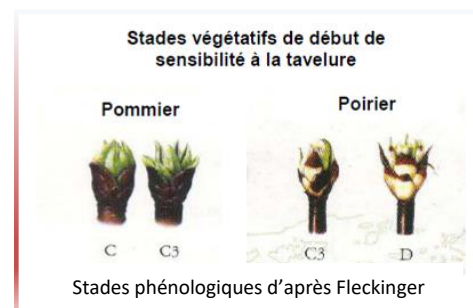 Stades végétatifs de début de
sensibilité à la tavelure
Pommier
Poirier
C
C3
C3
D
Stades phénologiques d'après Fleckinger